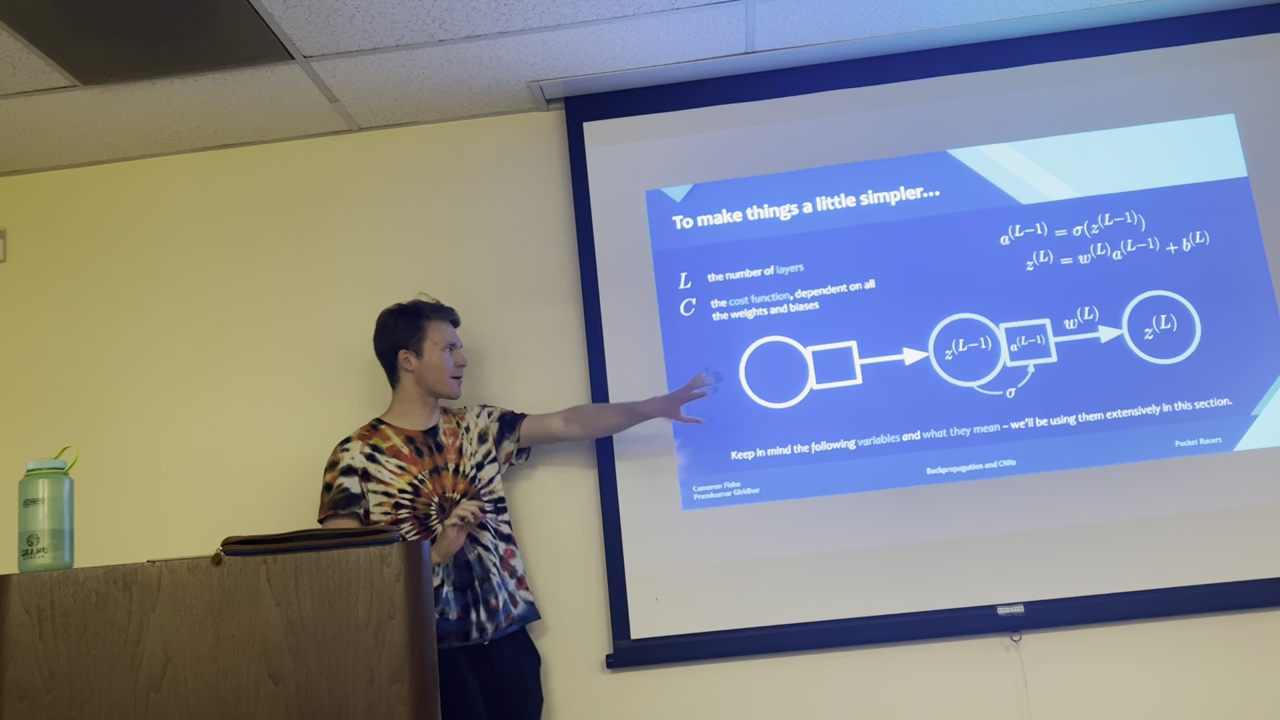 To make things a little simpler...
a^(L-1) = σ(z^(L-1))
z^(L) = w^(L)a^(L-1) + b^(L)
L the number of layers
C the cost function, dependent on all
the weights and biases
z^(L-1)
a^(L-1)
w^(L)
z^(L)
σ
Keep in mind the following variables and what they mean – we'll be using them extensively in this section.
Cameron Fiske
Premkumar Giridhar
Backpropagation and CNNs
Pocket Racers